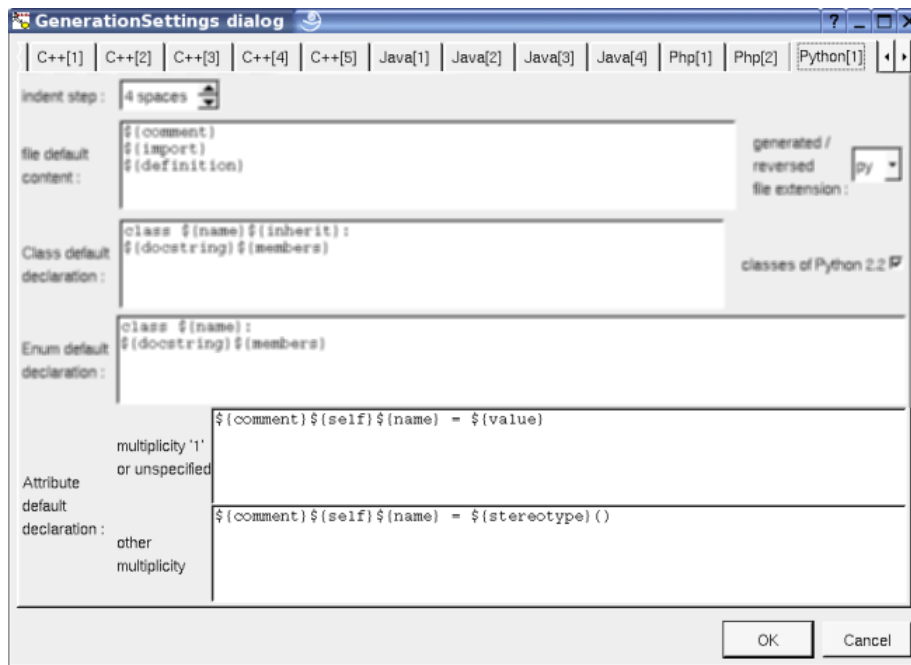 GenerationSettings dialog
C++[1] C++[2] C++[3] C++[4] C++[5] Java[1] Java[2] Java[3] Java[4] Php[1] Php[2] Python[1]
indent step : 4 spaces
file default
content :
${comment}
${import}
${definition}
generated /
reversed
file extension :
py
Class default
declaration :
class ${name}${inherit}:
${docstring}${members}
classes of Python 2.2
Enum default
declaration :
class ${name}:
${docstring}${members}
Attribute
default
declaration :
multiplicity '1'
or unspecified
${comment}${self}${name} = ${value}
other
multiplicity
${comment}${self}${name} = ${stereotype}()
OK Cancel